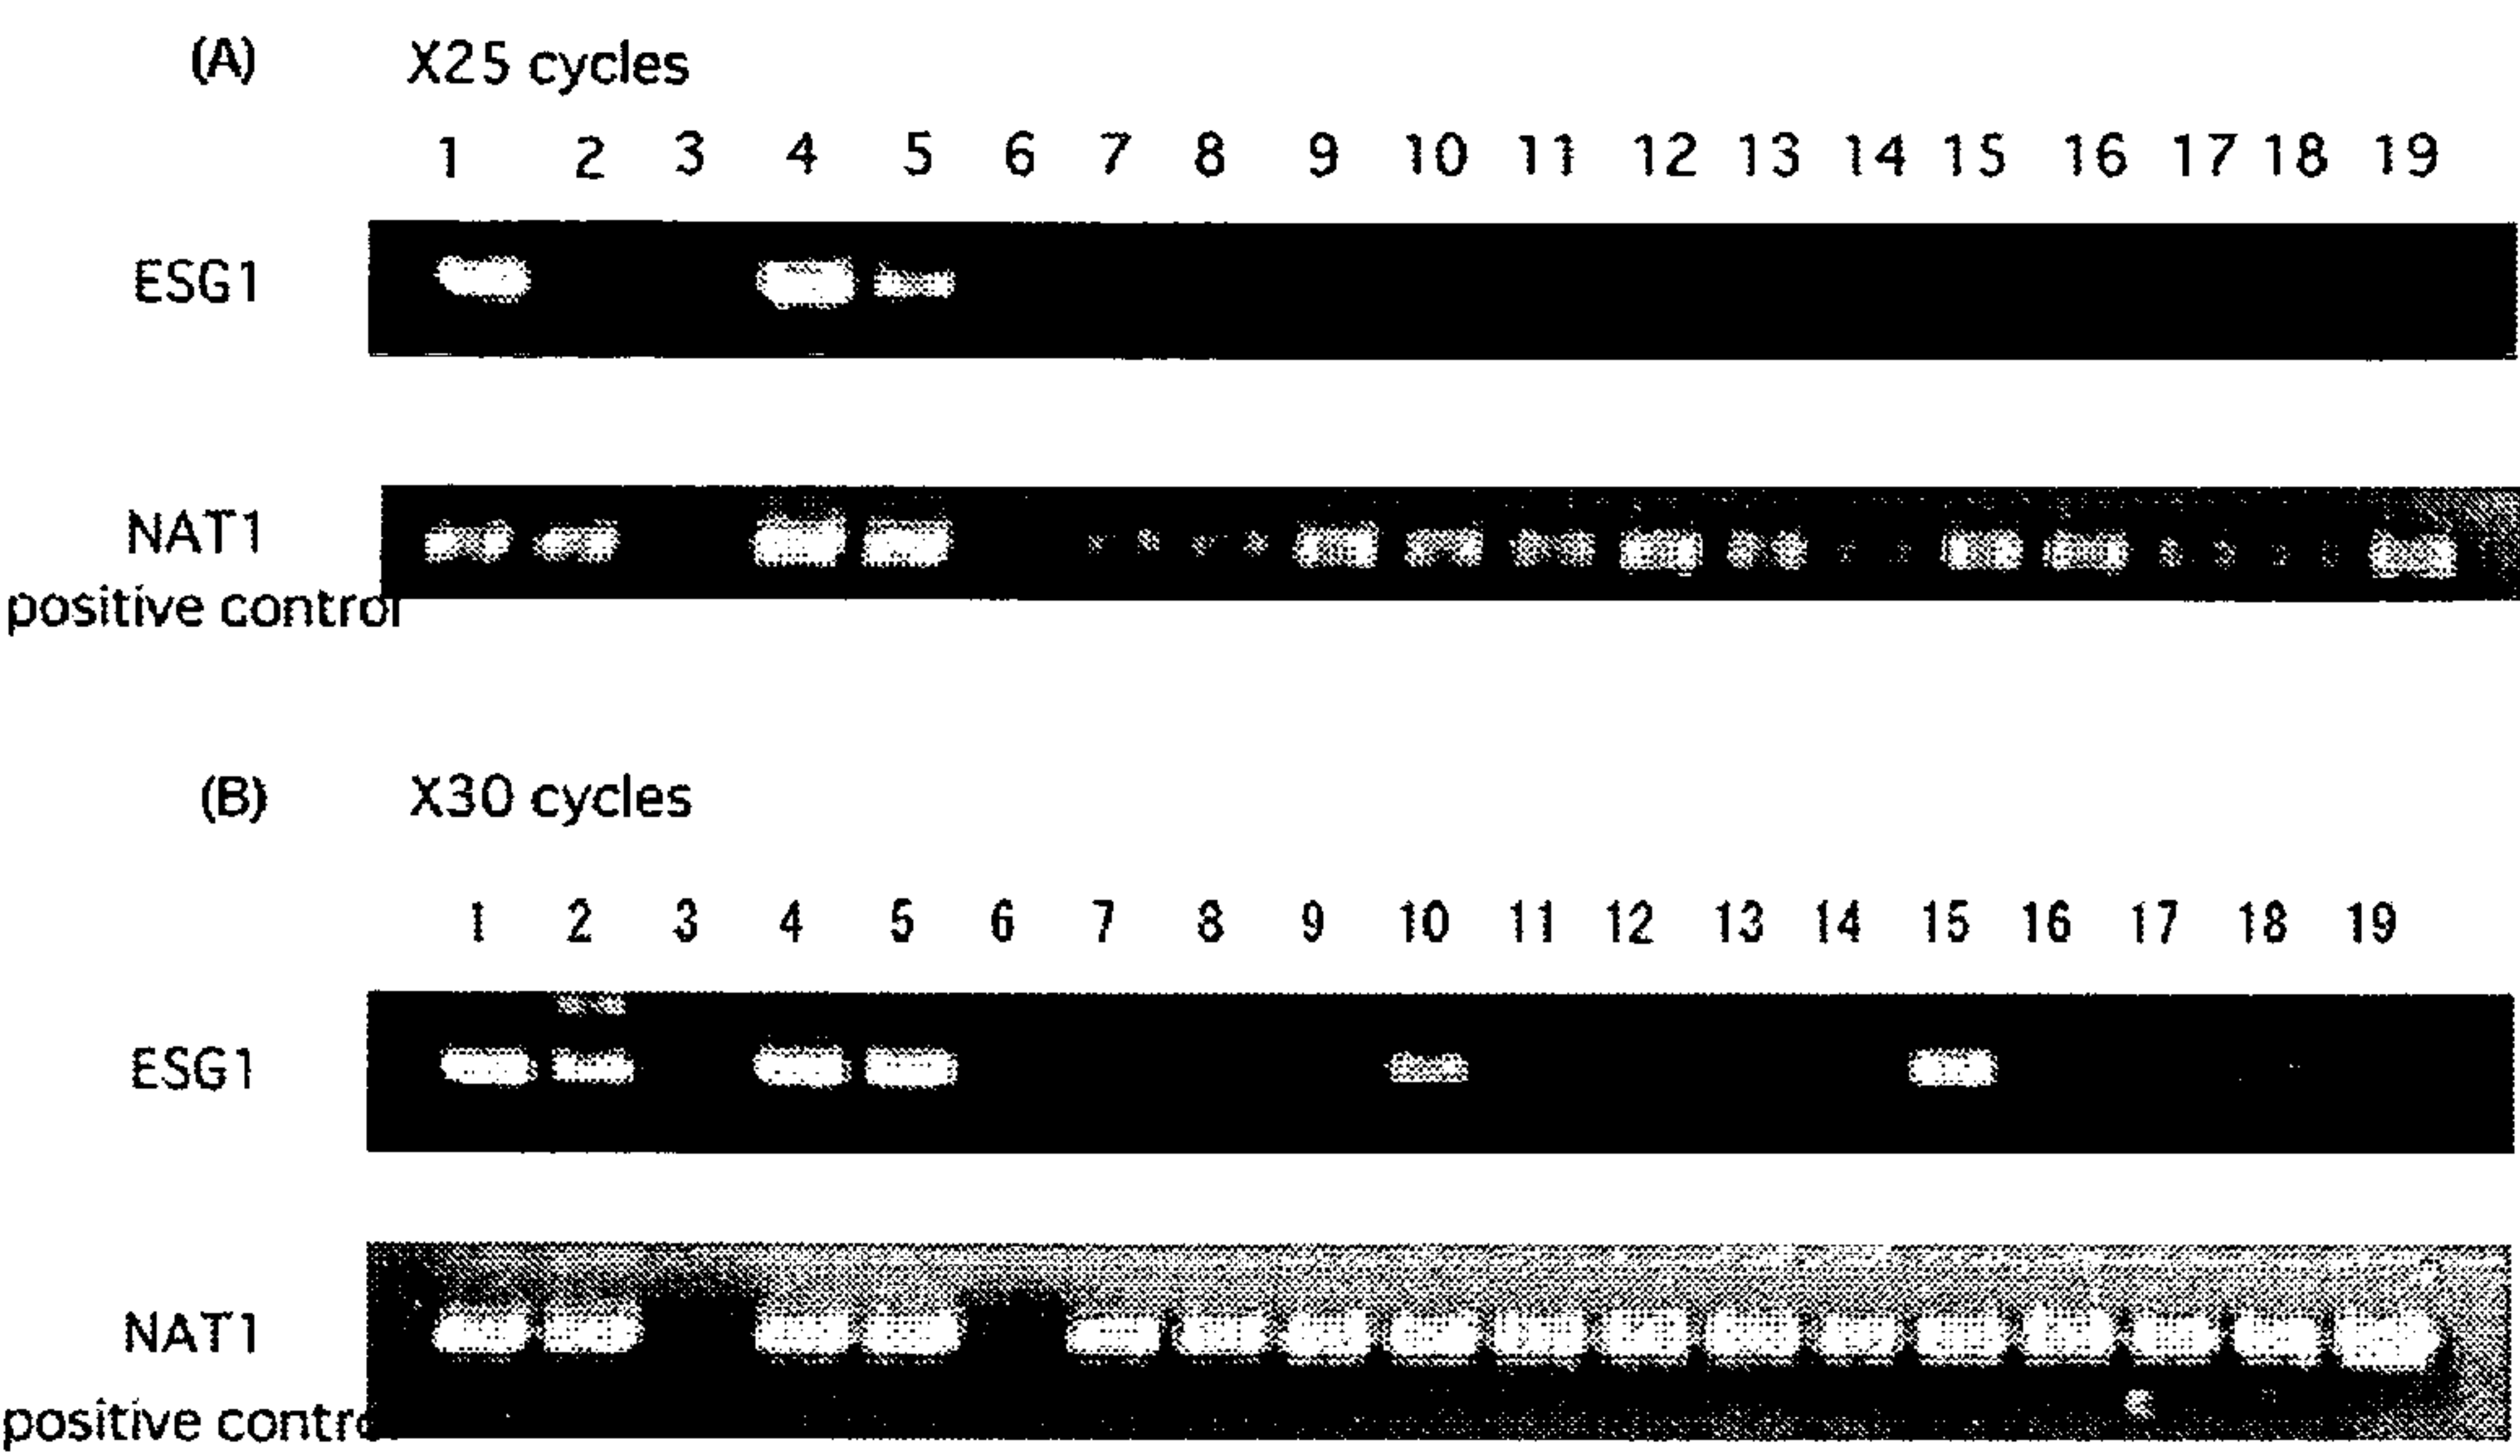 (A) X25 cycles
1 2 3 4 5 6 7 8 9 10 11 12 13 14 15 16 17 18 19
ESG1
NAT1
positive control
(B) X30 cycles
1 2 3 4 5 6 7 8 9 10 11 12 13 14 15 16 17 18 19
ESG1
NAT1
positive contro